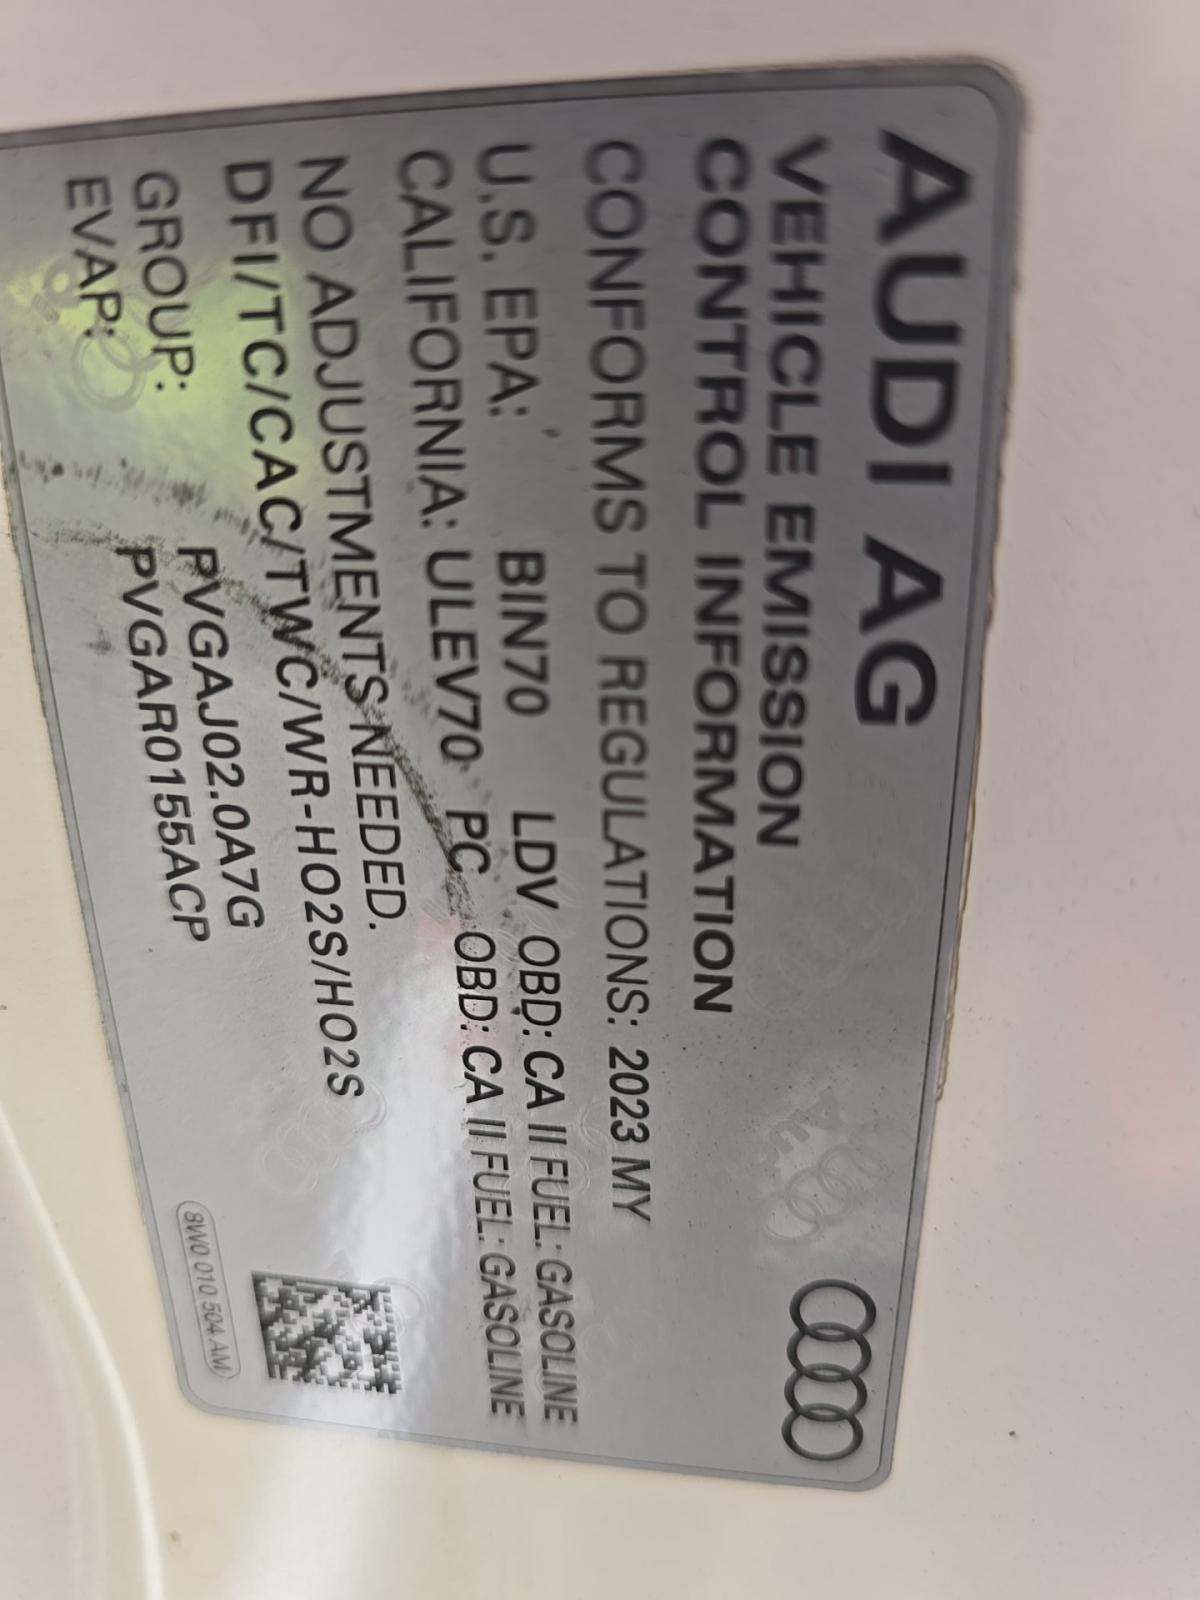 AUDI AG
VEHICLE EMISSION
CONTROL INFORMATION
CONFORMS TO REGULATIONS: 2023 MY
U.S. EPA: BIN70 LDV OBD: CA II FUEL: GASOLINE
CALIFORNIA: ULEV70 PC OBD: CA II FUEL: GASOLINE
NO ADJUSTMENTS NEEDED.
DFI/TC/CAC/TWC/WR-HO2S/HO2S
GROUP: PVGAJ02.0A7G
EVAP: PVGAR0155ACP
8W0 010 504 AM